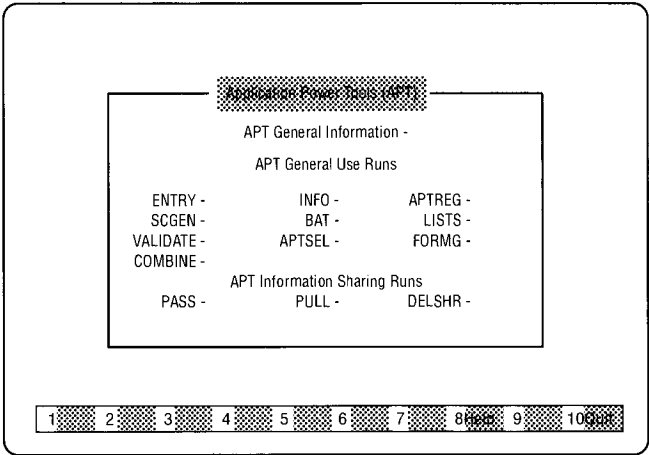 Application Power Tools (APT)
APT General Information -
APT General Use Runs
ENTRY - INFO - APTREG -
SCGEN - BAT - LISTS -
VALIDATE - APTSEL - FORMG -
COMBINE -
APT Information Sharing Runs
PASS - PULL - DELSHR -
1 2 3 4 5 6 7 8Help 9 10Quit